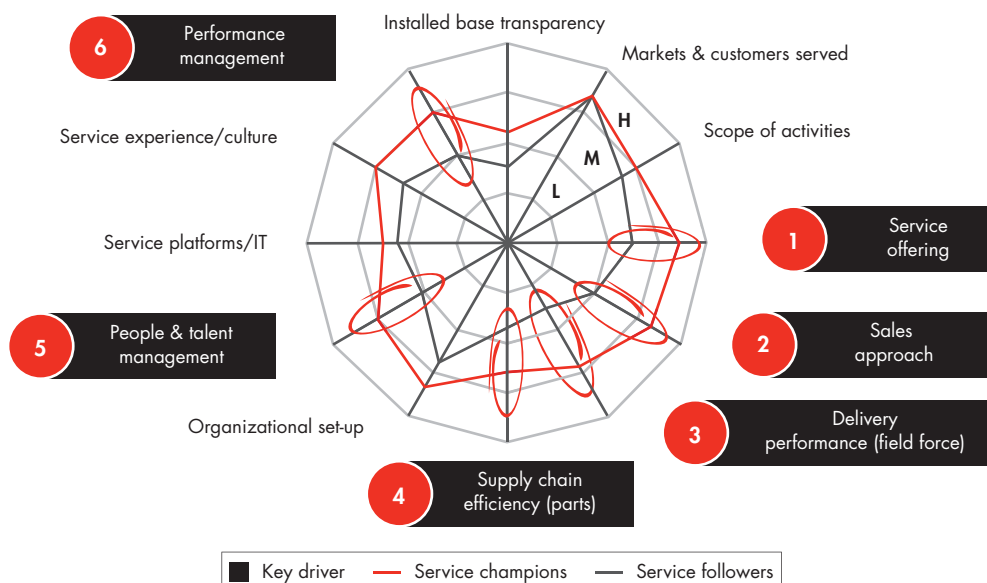 Installed base transparency
6
Performance
management
Markets & customers served
H
Service experience/culture
Scope of activities
M
L
1
Service
offering
Service platforms/IT
5
People & talent
management
2
Sales
approach
Organizational set-up
3
Delivery
performance (field force)
4
Supply chain
efficiency (parts)
Key driver
Service champions
Service followers